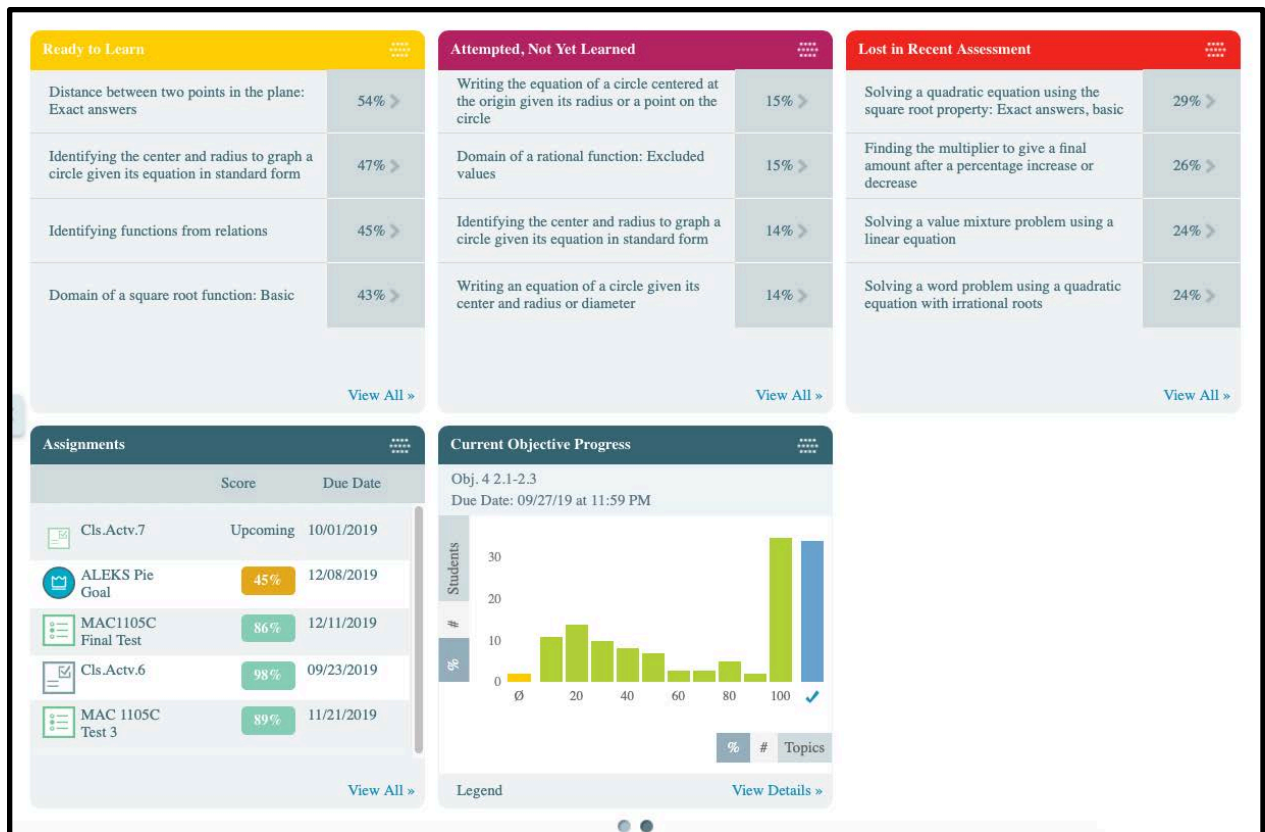 Ready to Learn
Distance between two points in the plane:
Exact answers
54%
Identifying the center and radius to graph a
circle given its equation in standard form
47%
Identifying functions from relations
45%
Domain of a square root function: Basic
43%
View All »
Attempted, Not Yet Learned
Writing the equation of a circle centered at
the origin given its radius or a point on the
circle
15%
Domain of a rational function: Excluded
values
15%
Identifying the center and radius to graph a
circle given its equation in standard form
14%
Writing an equation of a circle given its
center and radius or diameter
14%
View All »
Lost in Recent Assessment
Solving a quadratic equation using the
square root property: Exact answers, basic
29%
Finding the multiplier to give a final
amount after a percentage increase or
decrease
26%
Solving a value mixture problem using a
linear equation
24%
Solving a word problem using a quadratic
equation with irrational roots
24%
View All »
Assignments
Score Due Date
Cls.Actv.7 Upcoming 10/01/2019
ALEKS Pie
Goal
45% 12/08/2019
MAC1105C
Final Test
86% 12/11/2019
Cls.Actv.6 98% 09/23/2019
MAC 1105C
Test 3
89% 11/21/2019
View All »
Current Objective Progress
Obj. 4 2.1-2.3
Due Date: 09/27/19 at 11:59 PM
Students
#
%
30
20
10
0
Ø 20 40 60 80 100
% # Topics
Legend View Details »